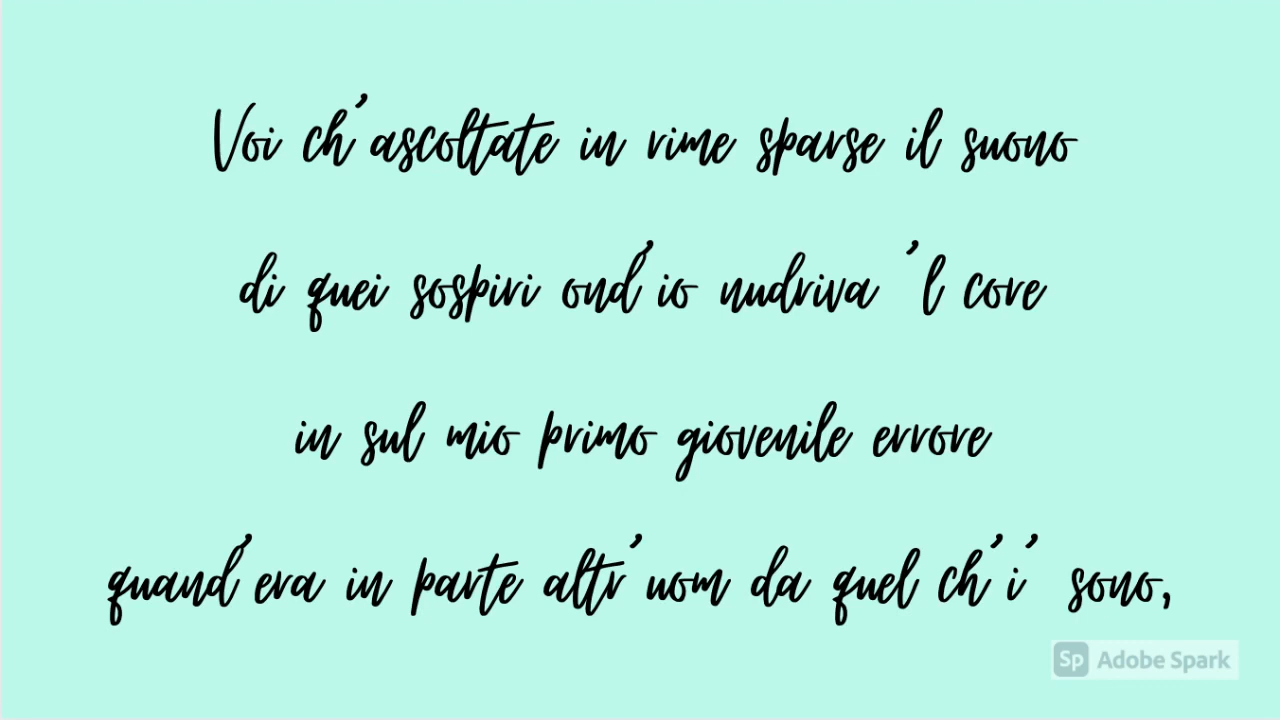 Voi ch'ascoltate in rime sparse il suono
di quei sospiri ond'io nudriva 'l core
in sul mio primo giovenile errore
quand'era in parte altr'uom da quel ch'i' sono,
Sp Adobe Spark